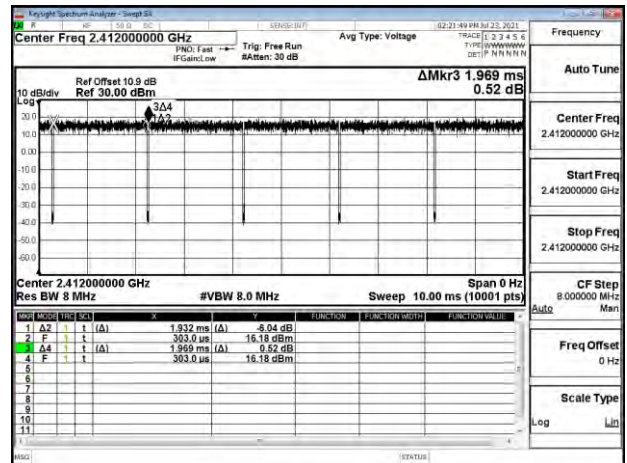 Keysight Spectrum Analyzer - Swept SA
R RF 50 Ω DC SENSE:INT 02:21:49 PM Jul 23, 2021
Center Freq 2.412000000 GHz
PNO: Fast
IFGain:Low
Trig: Free Run
#Atten: 30 dB
Avg Type: Voltage
TRACE 1 2 3 4 5 6
TYPE WWWWWW
DET P NNNNN
Frequency
Auto Tune
Center Freq
2.412000000 GHz
Start Freq
2.412000000 GHz
Stop Freq
2.412000000 GHz
CF Step
8.000000 MHz
Auto Man
Freq Offset
0 Hz
Scale Type
Log Lin
ΔMkr3 1.969 ms
0.52 dB
Ref Offset 10.9 dB
10 dB/div Ref 30.00 dBm
Log
3Δ4
1Δ2
20.0
10.0
0.00
-10.0
-20.0
-30.0
-40.0
-50.0
-60.0
Center 2.412000000 GHz Span 0 Hz
Res BW 8 MHz #VBW 8.0 MHz Sweep 10.00 ms (10001 pts)
MKR MODE TRC SCL X Y FUNCTION FUNCTION WIDTH FUNCTION VALUE
1 Δ2 1 t (Δ) 1.932 ms (Δ) -6.04 dB
2 F 1 t 303.0 µs 16.18 dBm
3 Δ4 1 t (Δ) 1.969 ms (Δ) 0.52 dB
4 F 1 t 303.0 µs 16.18 dBm
5
6
7
8
9
10
11
MSG STATUS